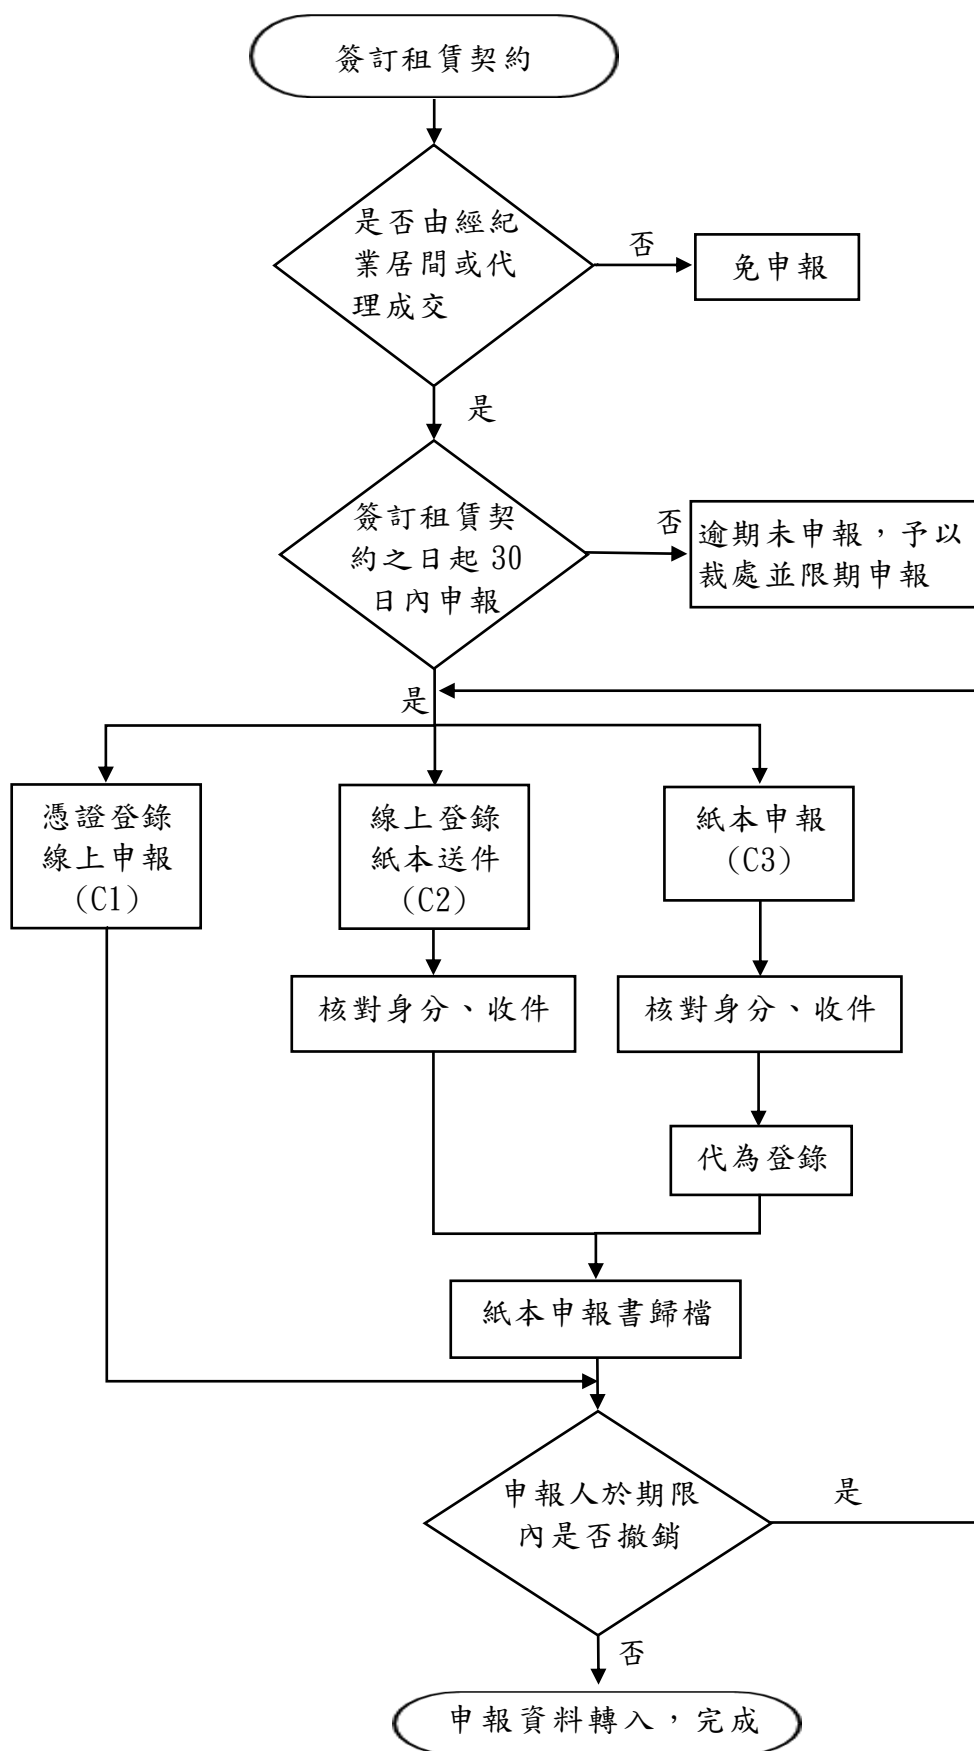 簽訂租賃契約
是否由經紀
業居間或代
理成交
否
免申報
是
簽訂租賃契
約之日起 30
日內申報
否
逾期未申報，予以
裁處並限期申報
是
憑證登錄
線上申報
(C1)
線上登錄
紙本送件
(C2)
紙本申報
(C3)
核對身分、收件
核對身分、收件
代為登錄
紙本申報書歸檔
申報人於期限
內是否撤銷
是
否
申報資料轉入，完成